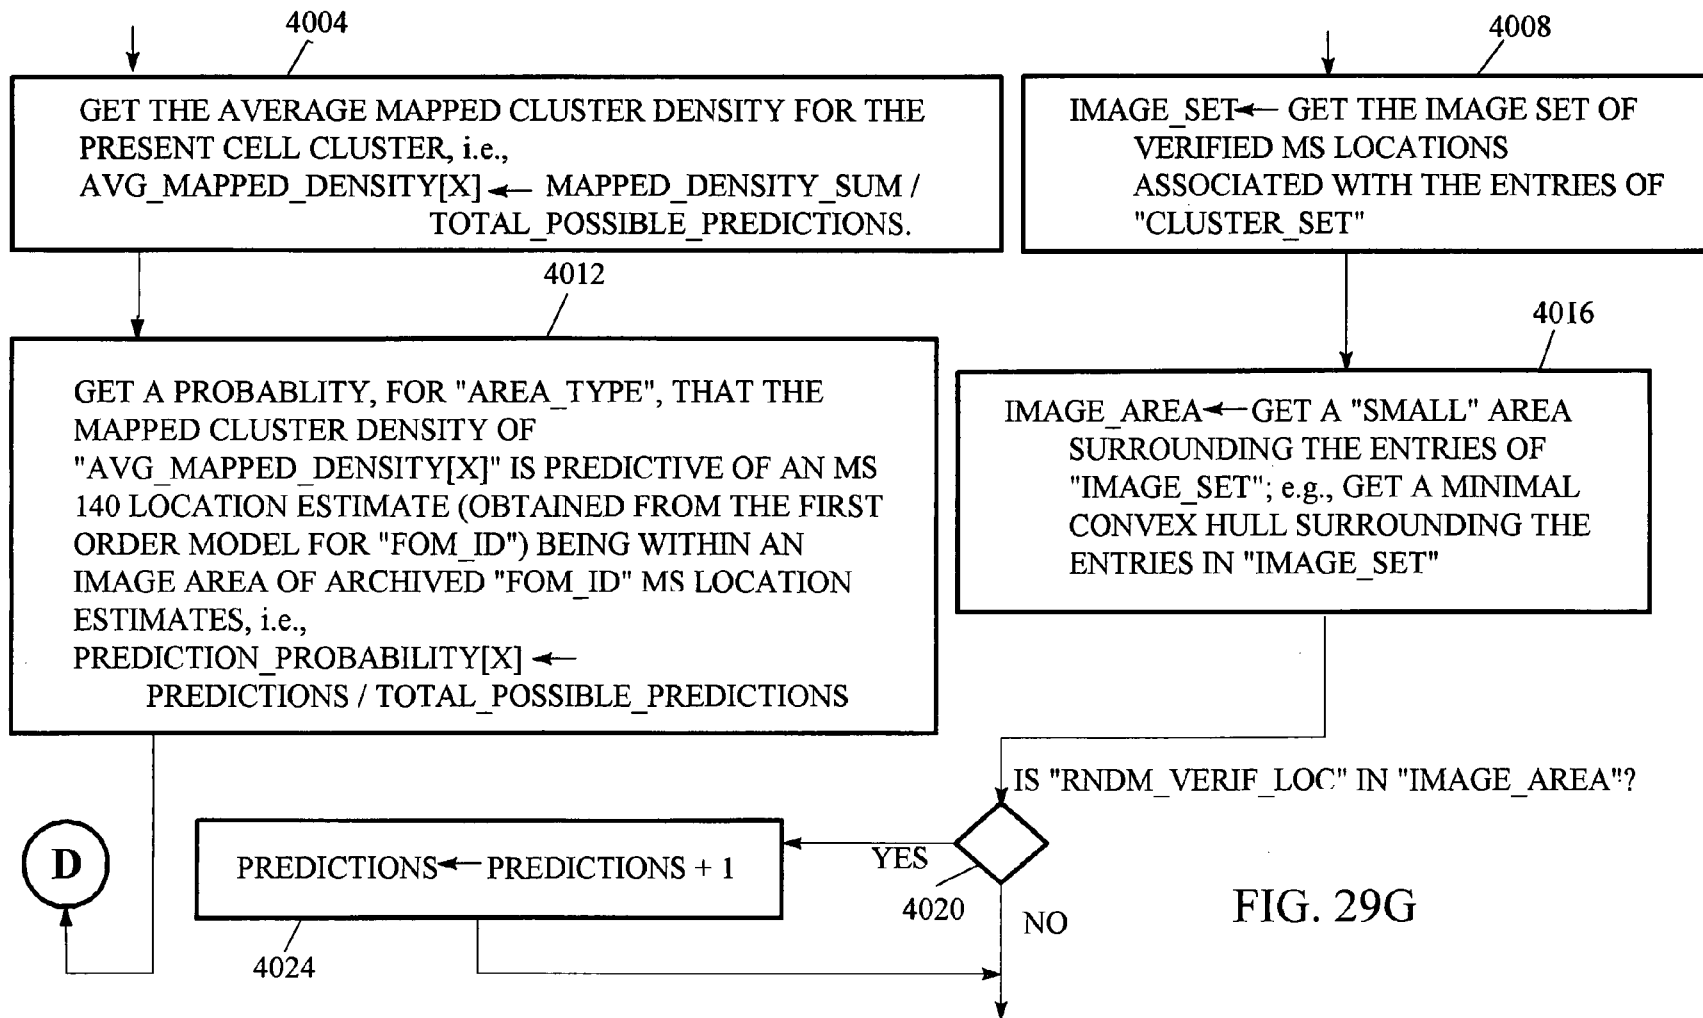 4004
GET THE AVERAGE MAPPED CLUSTER DENSITY FOR THE
PRESENT CELL CLUSTER, i.e.,
AVG_MAPPED_DENSITY[X] ← MAPPED_DENSITY_SUM /
TOTAL_POSSIBLE_PREDICTIONS.
4008
IMAGE_SET← GET THE IMAGE SET OF
VERIFIED MS LOCATIONS
ASSOCIATED WITH THE ENTRIES OF
"CLUSTER_SET"
4012
GET A PROBABLITY, FOR "AREA_TYPE", THAT THE
MAPPED CLUSTER DENSITY OF
"AVG_MAPPED_DENSITY[X]" IS PREDICTIVE OF AN MS
140 LOCATION ESTIMATE (OBTAINED FROM THE FIRST
ORDER MODEL FOR "FOM_ID") BEING WITHIN AN
IMAGE AREA OF ARCHIVED "FOM_ID" MS LOCATION
ESTIMATES, i.e.,
PREDICTION_PROBABILITY[X] ←
PREDICTIONS / TOTAL_POSSIBLE_PREDICTIONS
4016
IMAGE_AREA← GET A "SMALL" AREA
SURROUNDING THE ENTRIES OF
"IMAGE_SET"; e.g., GET A MINIMAL
CONVEX HULL SURROUNDING THE
ENTRIES IN "IMAGE_SET"
IS "RNDM_VERIF_LOC" IN "IMAGE_AREA"?
D
PREDICTIONS← PREDICTIONS + 1
YES
4020
NO
4024
FIG. 29G